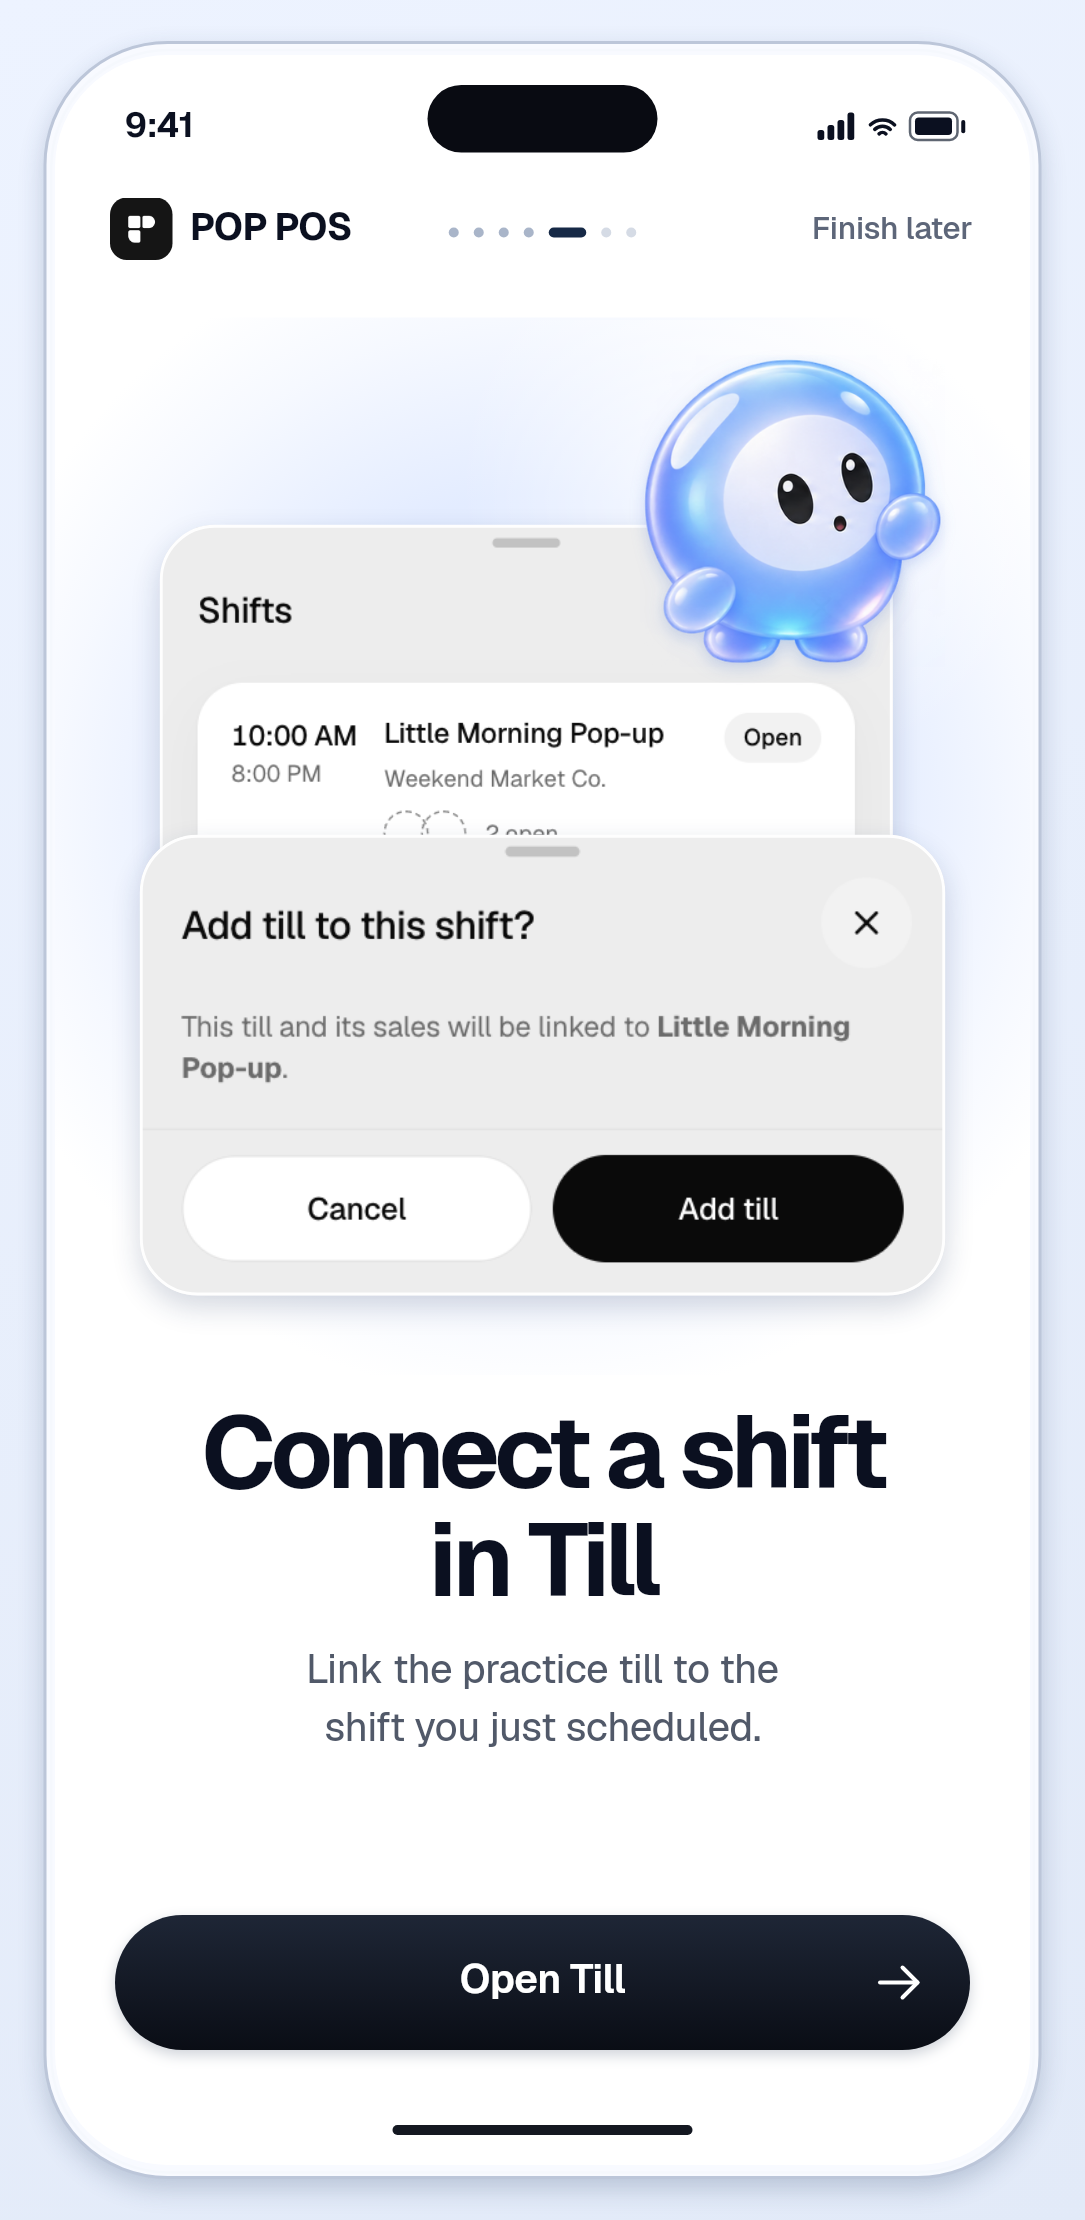 9:41
POP POS
Finish later
Shifts
10:00 AM
Little Morning Pop-up
Open
8:00 PM
Weekend Market Co.
2 open
Add till to this shift?
This till and its sales will be linked to Little Morning
Pop-up.
Cancel
Add till
Connect a shift
in Till
Link the practice till to the
shift you just scheduled.
Open Till